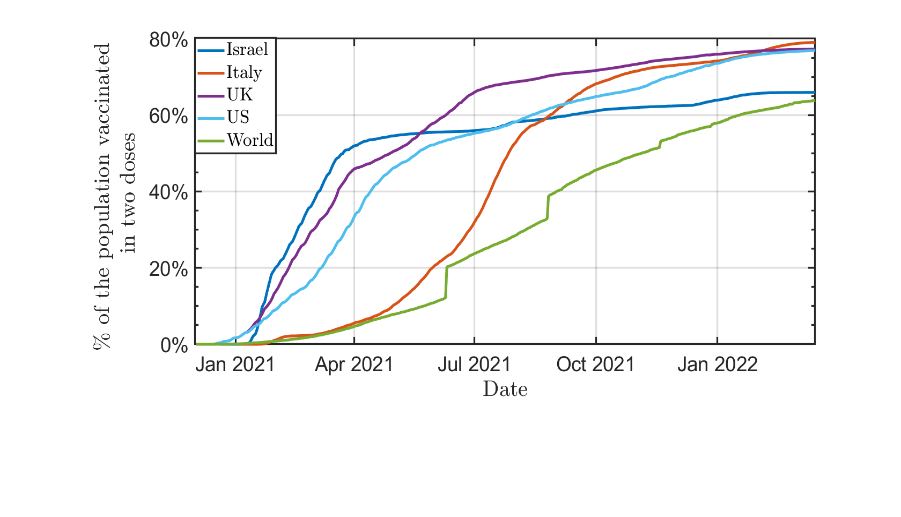 % of the population vaccinated
in two doses
80%
60%
40%
20%
0%
Israel
Italy
UK
US
World
Jan 2021 Apr 2021 Jul 2021 Oct 2021 Jan 2022
Date